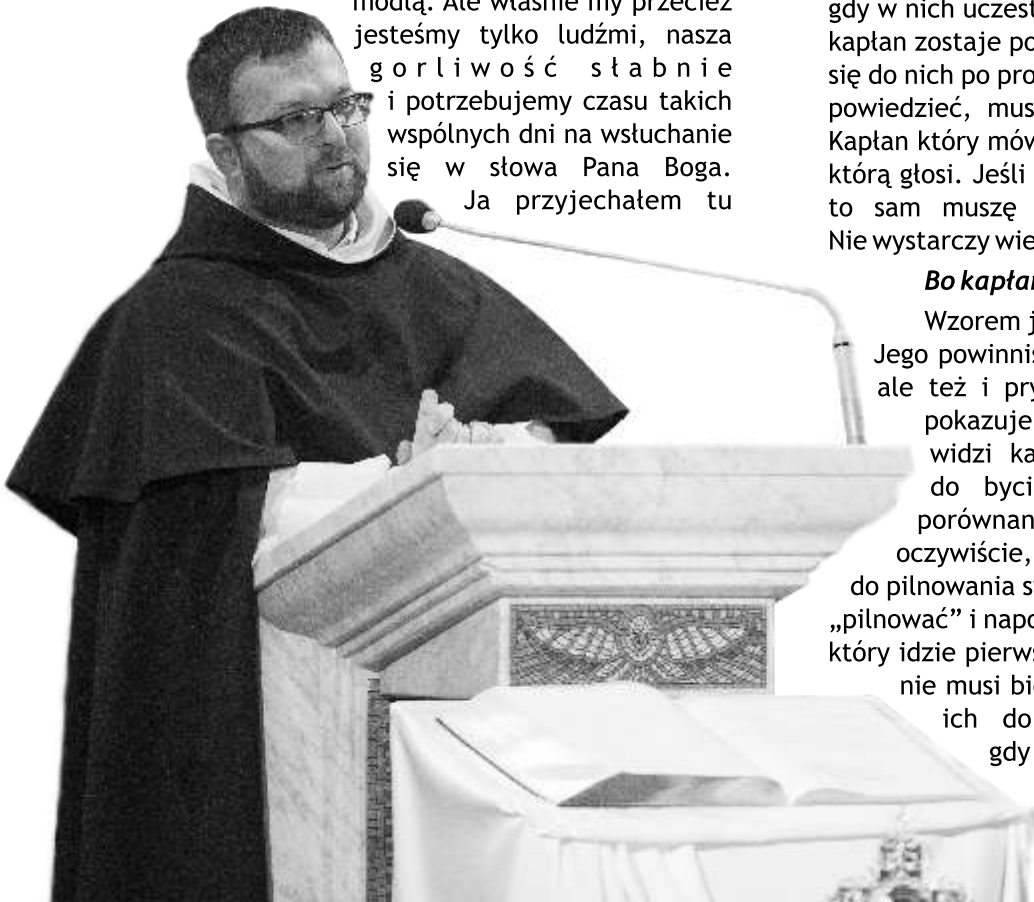 modlą. Ale właśnie my przecież
jesteśmy tylko ludźmi, nasza
gorliwość słabnie
i potrzebujemy czasu takich
wspólnych dni na wsłuchanie
się w słowa Pana Boga.
Ja przyjechałem tu
gdy w nich uczest
kapłan zostaje po
się do nich po pro
powiedzieć, mus
Kapłan który mów
którą głosi. Jeśli
to sam muszę
Nie wystarczy wie
Bo kapłan
Wzorem j
Jego powinniś
ale też i pry
pokazuje
widzi ka
do byci
porównan
oczywiście,
do pilnowania s
„pilnować” i napo
który idzie pierws
nie musi bie
ich do
gdy